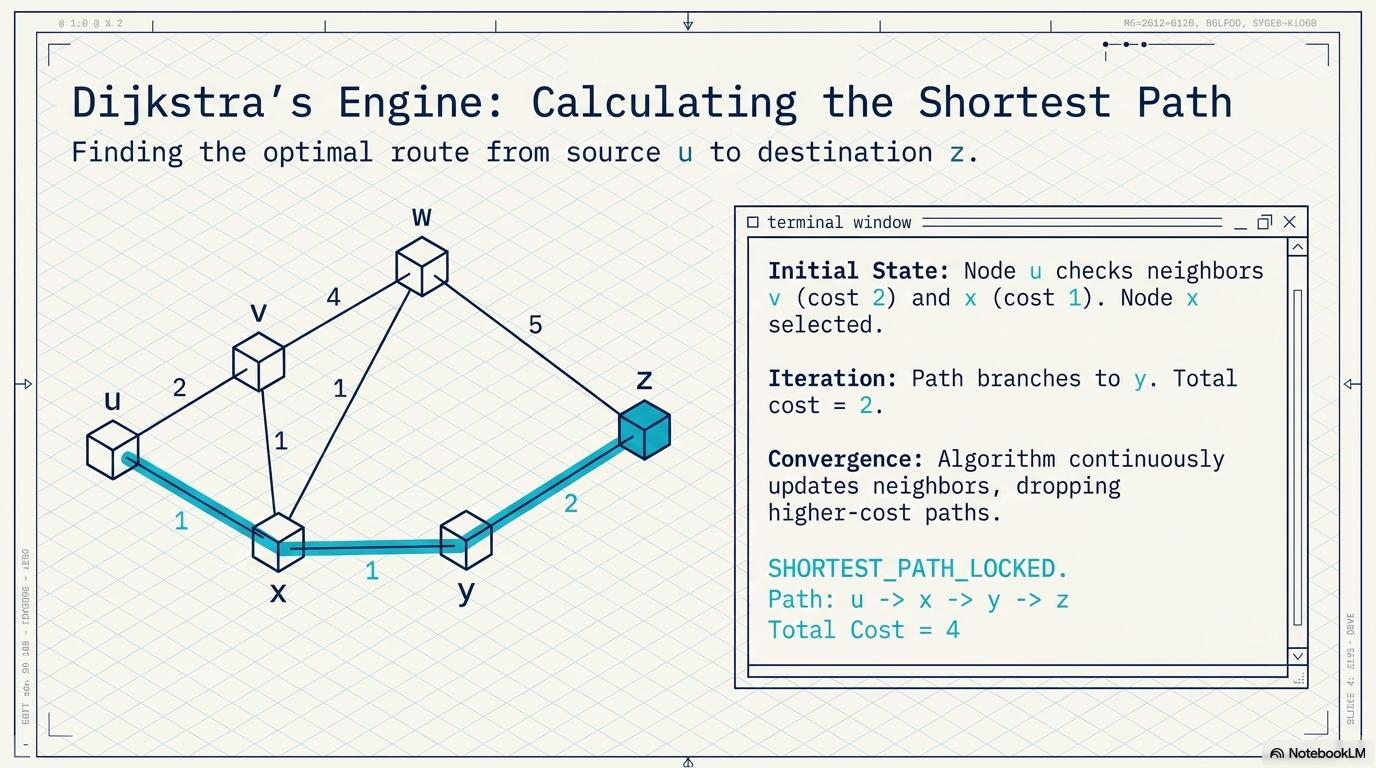 Dijkstra’s Engine: Calculating the Shortest Path
Finding the optimal route from source u to destination z.
w
4
5
v
2
1
z
u
1
1
2
1
x
y
terminal window
Initial State: Node u checks neighbors
v (cost 2) and x (cost 1). Node x
selected.
Iteration: Path branches to y. Total
cost = 2.
Convergence: Algorithm continuously
updates neighbors, dropping
higher-cost paths.
SHORTEST_PATH_LOCKED.
Path: u -> x -> y -> z
Total Cost = 4
NotebookLM